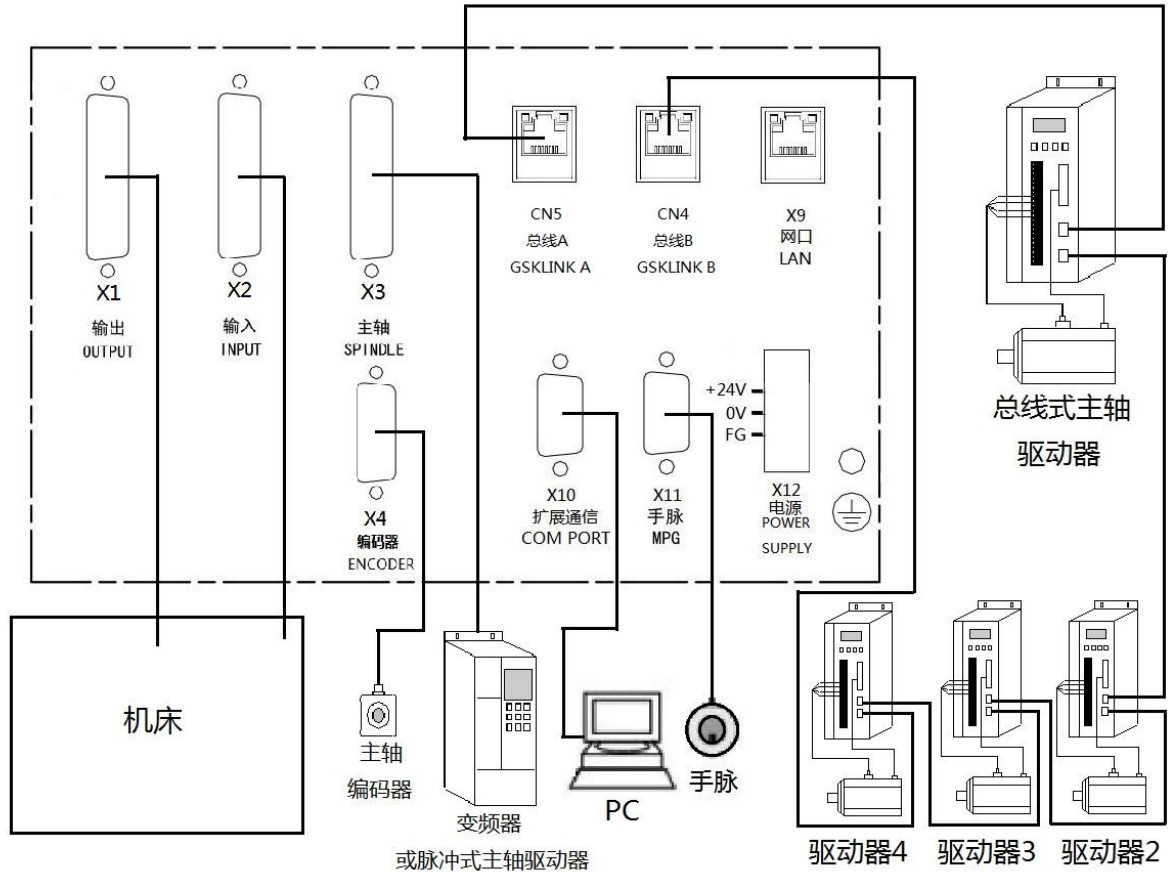 CN5
总线A
GSKLINK A
CN4
总线B
GSKLINK B
X9
网口
LAN
X1
输出
OUTPUT
X2
输入
INPUT
X3
主轴
SPINDLE
X4
编码器
ENCODER
X10
扩展通信
COM PORT
X11
手脉
MPG
+24V
0V
FG
X12
电源
POWER
SUPPLY
总线式主轴
驱动器
机床
主轴
编码器
变频器
或脉冲式主轴驱动器
PC
手脉
驱动器4
驱动器3
驱动器2